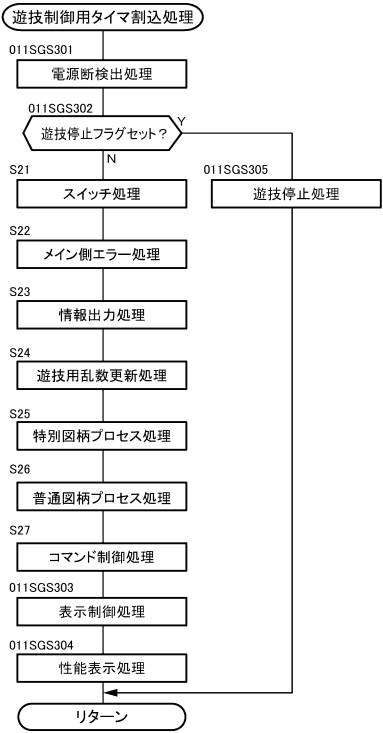 遊技制御用タイマ割込処理
011SGS301
電源断検出処理
011SGS302
遊技停止フラグセット？
Y
N
S21
スイッチ処理
011SGS305
遊技停止処理
S22
メイン側エラー処理
S23
情報出力処理
S24
遊技用乱数更新処理
S25
特別図柄プロセス処理
S26
普通図柄プロセス処理
S27
コマンド制御処理
011SGS303
表示制御処理
011SGS304
性能表示処理
リターン